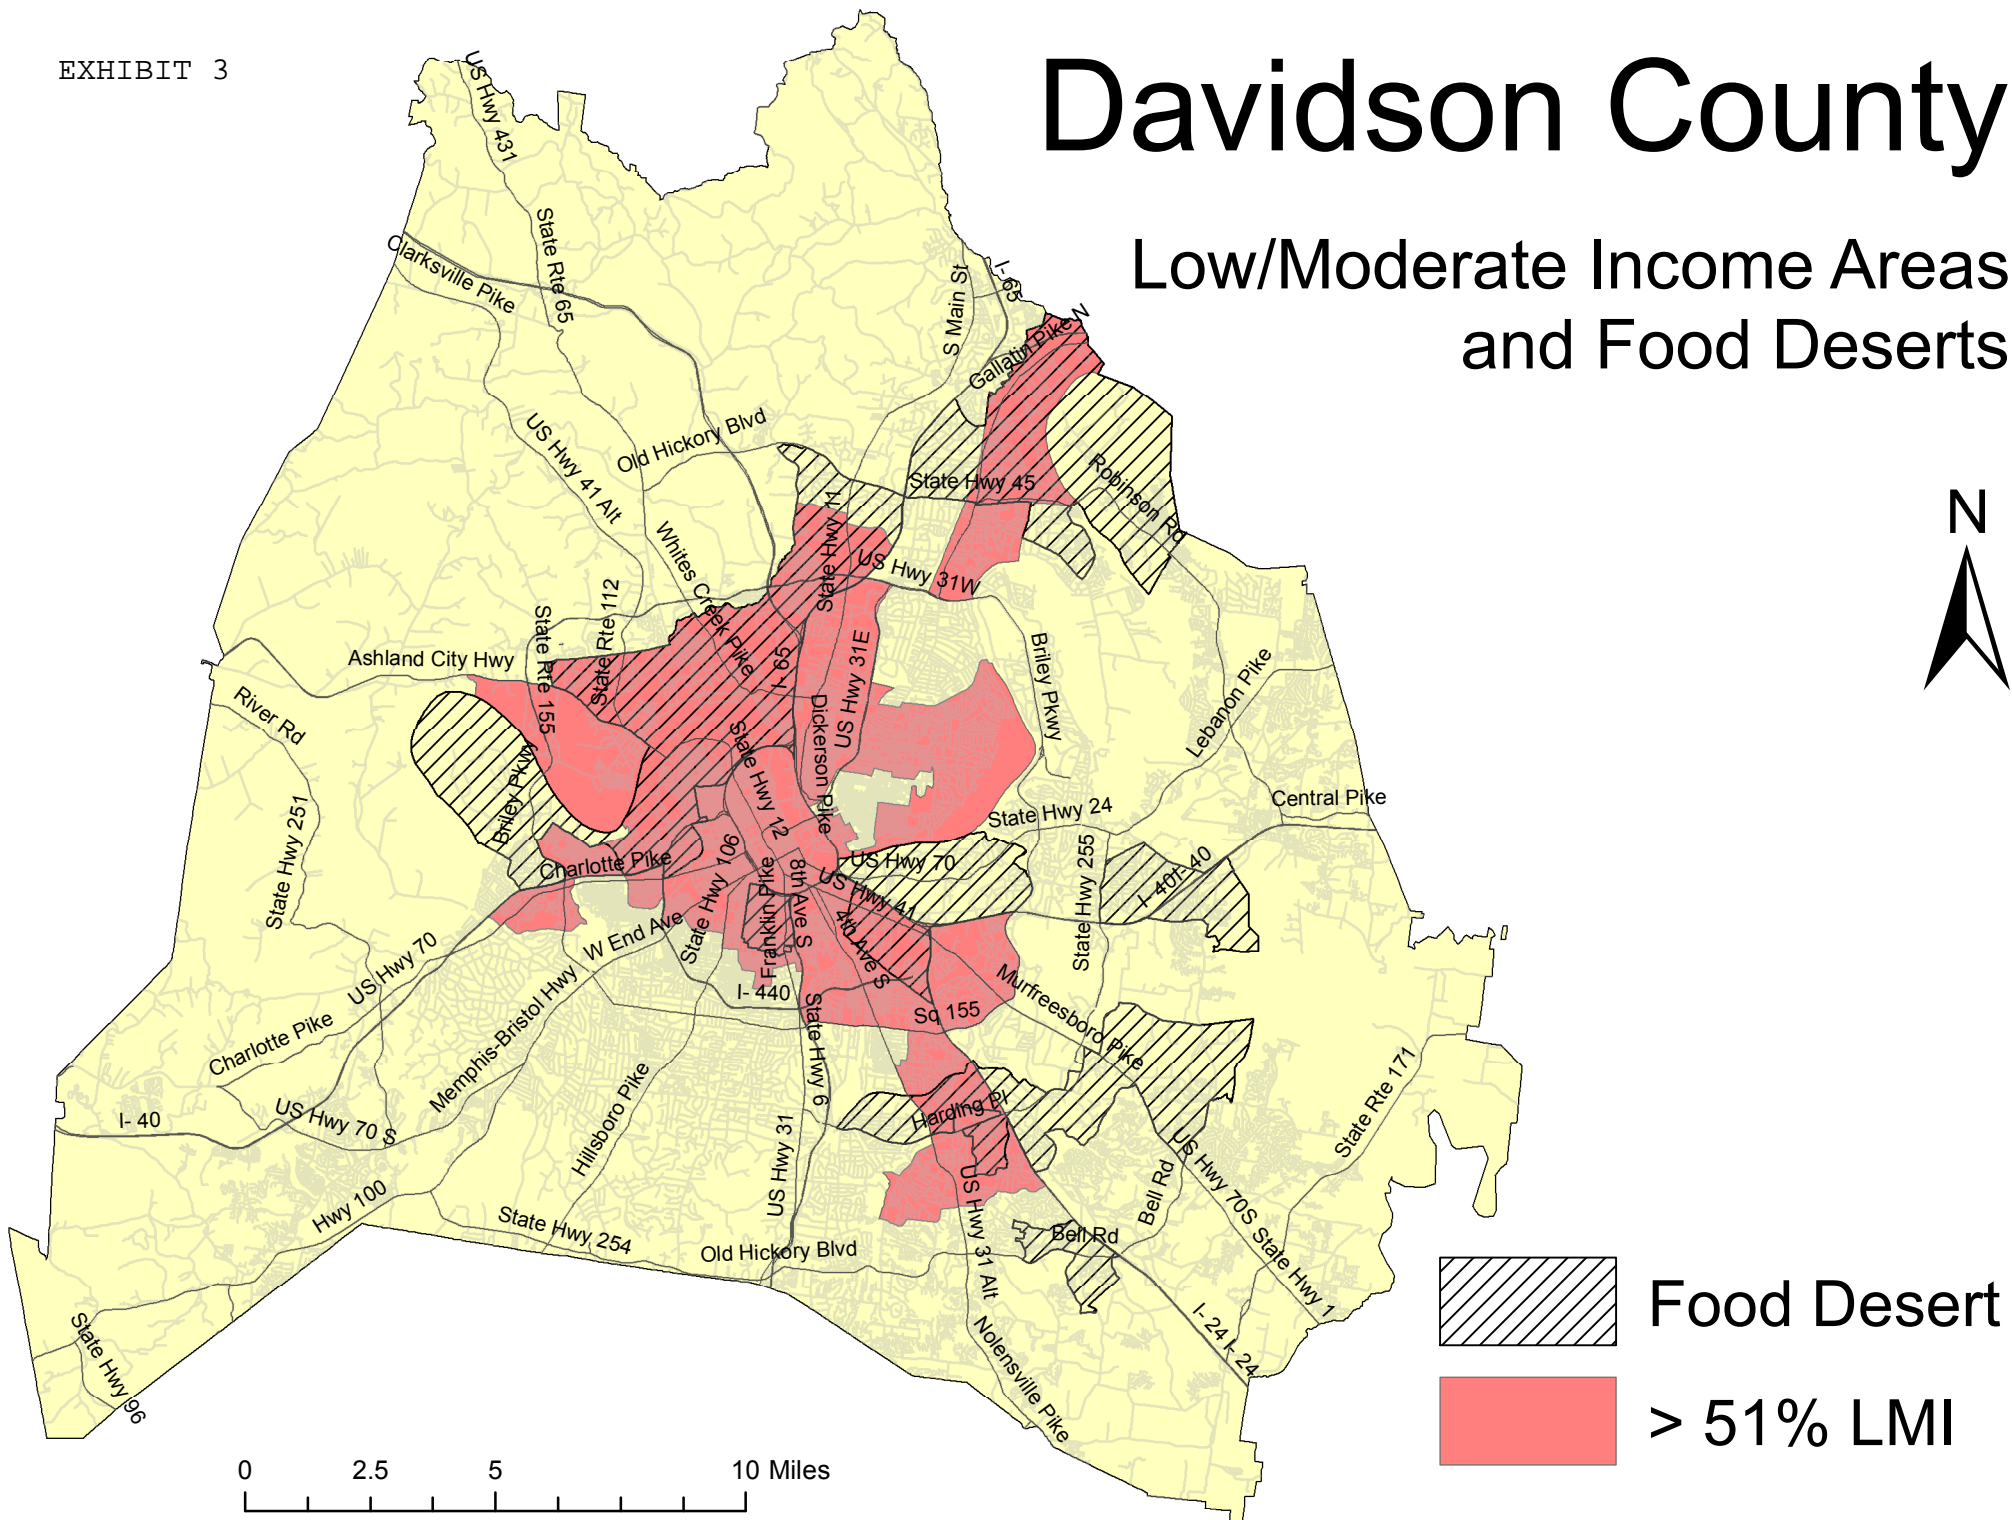 EXHIBIT 3
Davidson County
Low/Moderate Income Areas
and Food Deserts
US Hwy 431
State Rte 65
Clarksville Pike
S Main St
I- 65
Gallatin Pike N
N
US Hwy 41 Alt
Old Hickory Blvd
State Hwy 45
Robinson Rd
State Hwy 11
Whites Creek Pike
US Hwy 31W
State Rte 112
State Rte 155
Ashland City Hwy
I- 65
US Hwy 31E
Briley Pkwy
Lebanon Pike
River Rd
Dickerson Pike
State Hwy 12
Briley Pkwy
State Hwy 251
State Hwy 24
Central Pike
Charlotte Pike
State Hwy 106
US Hwy 70
State Hwy 255
I- 40I- 40
Franklin Pike
8th Ave S
US Hwy 41
4th Ave S
W End Ave
US Hwy 70
Memphis-Bristol Hwy
I- 440
State Hwy 6
Sq 155
Murfreesboro Pike
Charlotte Pike
State Rte 171
I- 40
US Hwy 70 S
Hillsboro Pike
US Hwy 31
Harding Pl
Hwy 100
State Hwy 254
Old Hickory Blvd
US Hwy 31 Alt
Bell Rd
Bell Rd
US Hwy 70S State Hwy 1
I- 24 I- 24
Nolensville Pike
State Hwy 96
Food Desert
> 51% LMI
0 2.5 5 10 Miles